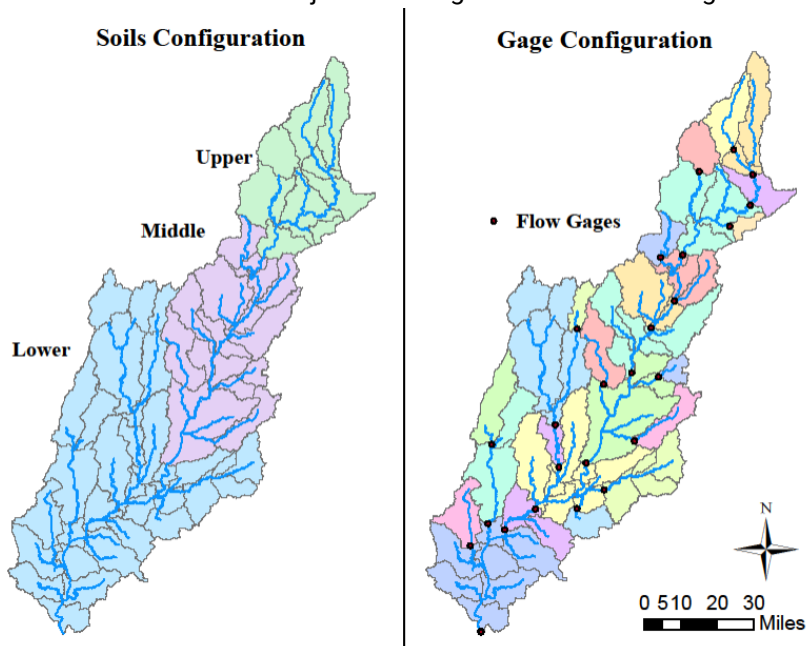 Soils Configuration
Upper
Middle
Lower
Gage Configuration
Flow Gages
N
0 5 10 20 30
Miles